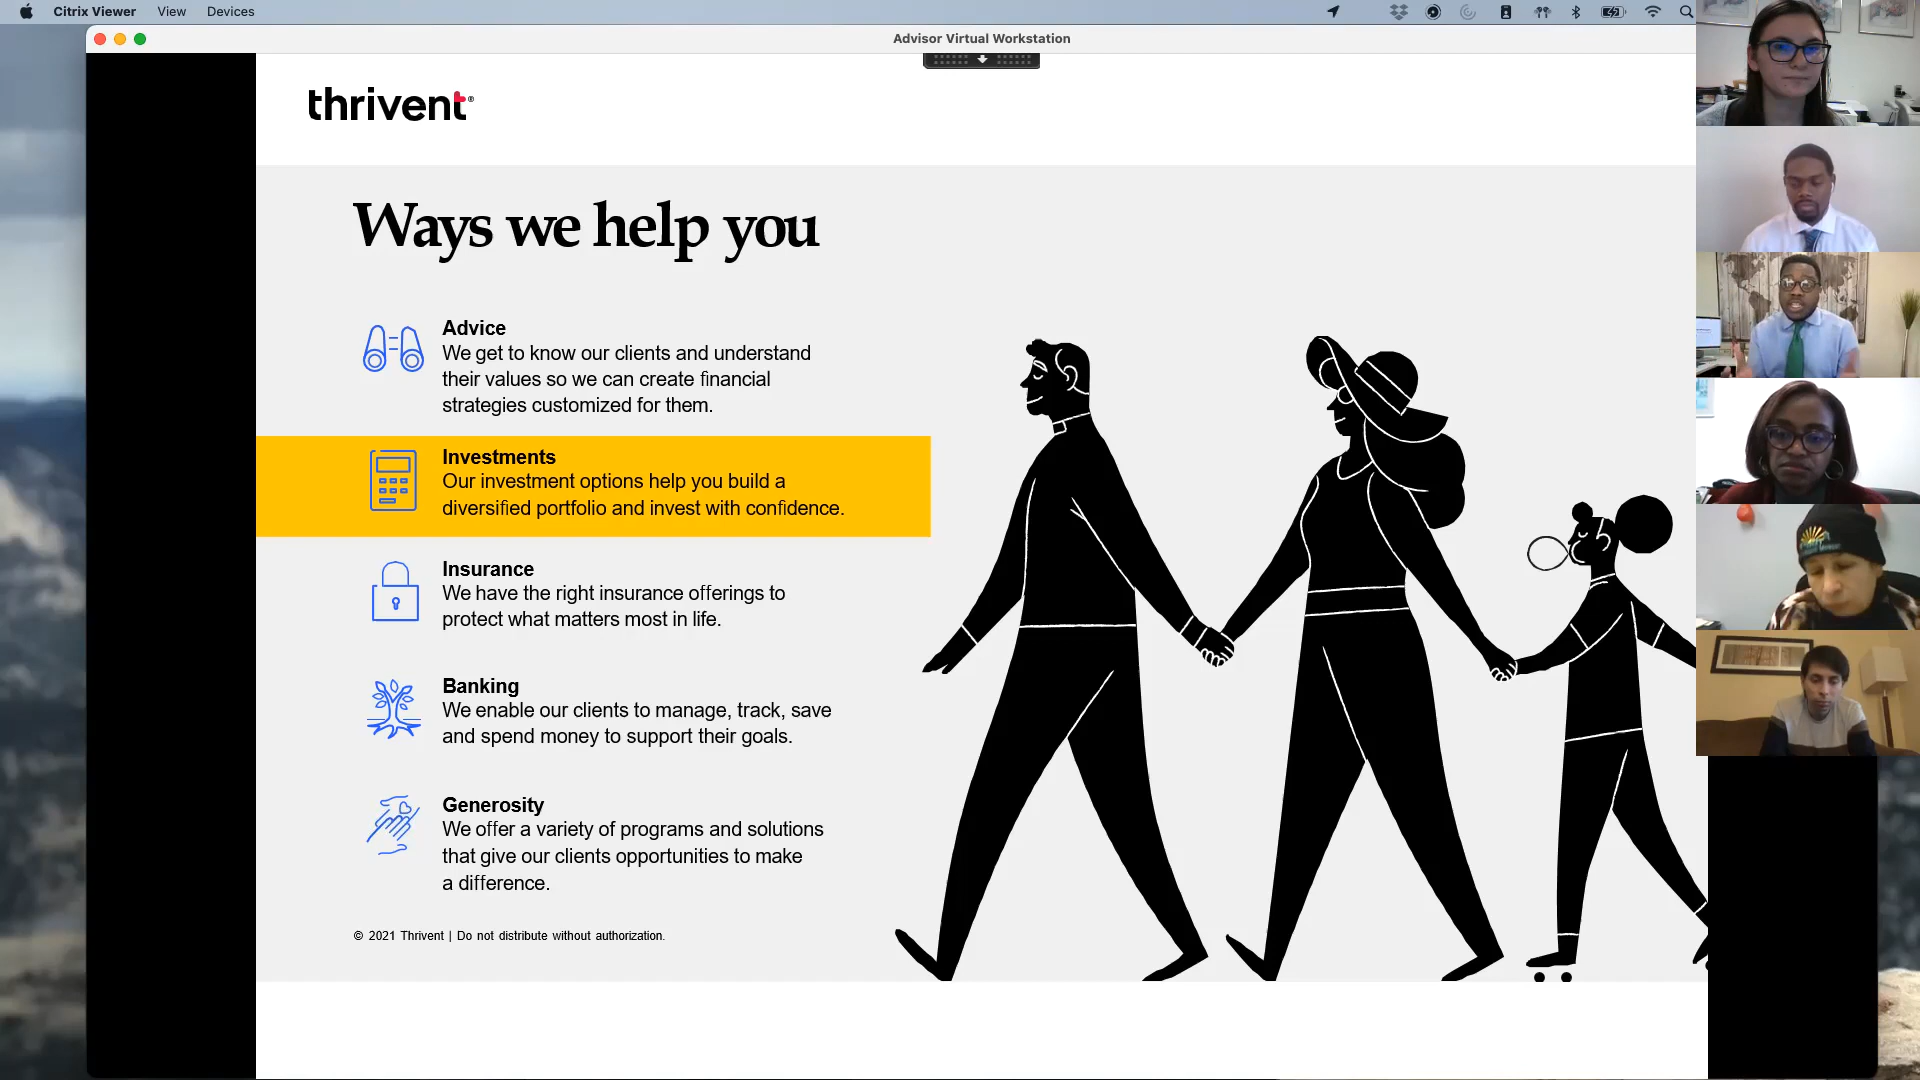 Citrix Viewer View Devices
Advisor Virtual Workstation
thrivent®
Ways we help you
Advice
We get to know our clients and understand
their values so we can create financial
strategies customized for them.
Investments
Our investment options help you build a
diversified portfolio and invest with confidence.
Insurance
We have the right insurance offerings to
protect what matters most in life.
Banking
We enable our clients to manage, track, save
and spend money to support their goals.
Generosity
We offer a variety of programs and solutions
that give our clients opportunities to make
a difference.
© 2021 Thrivent | Do not distribute without authorization.